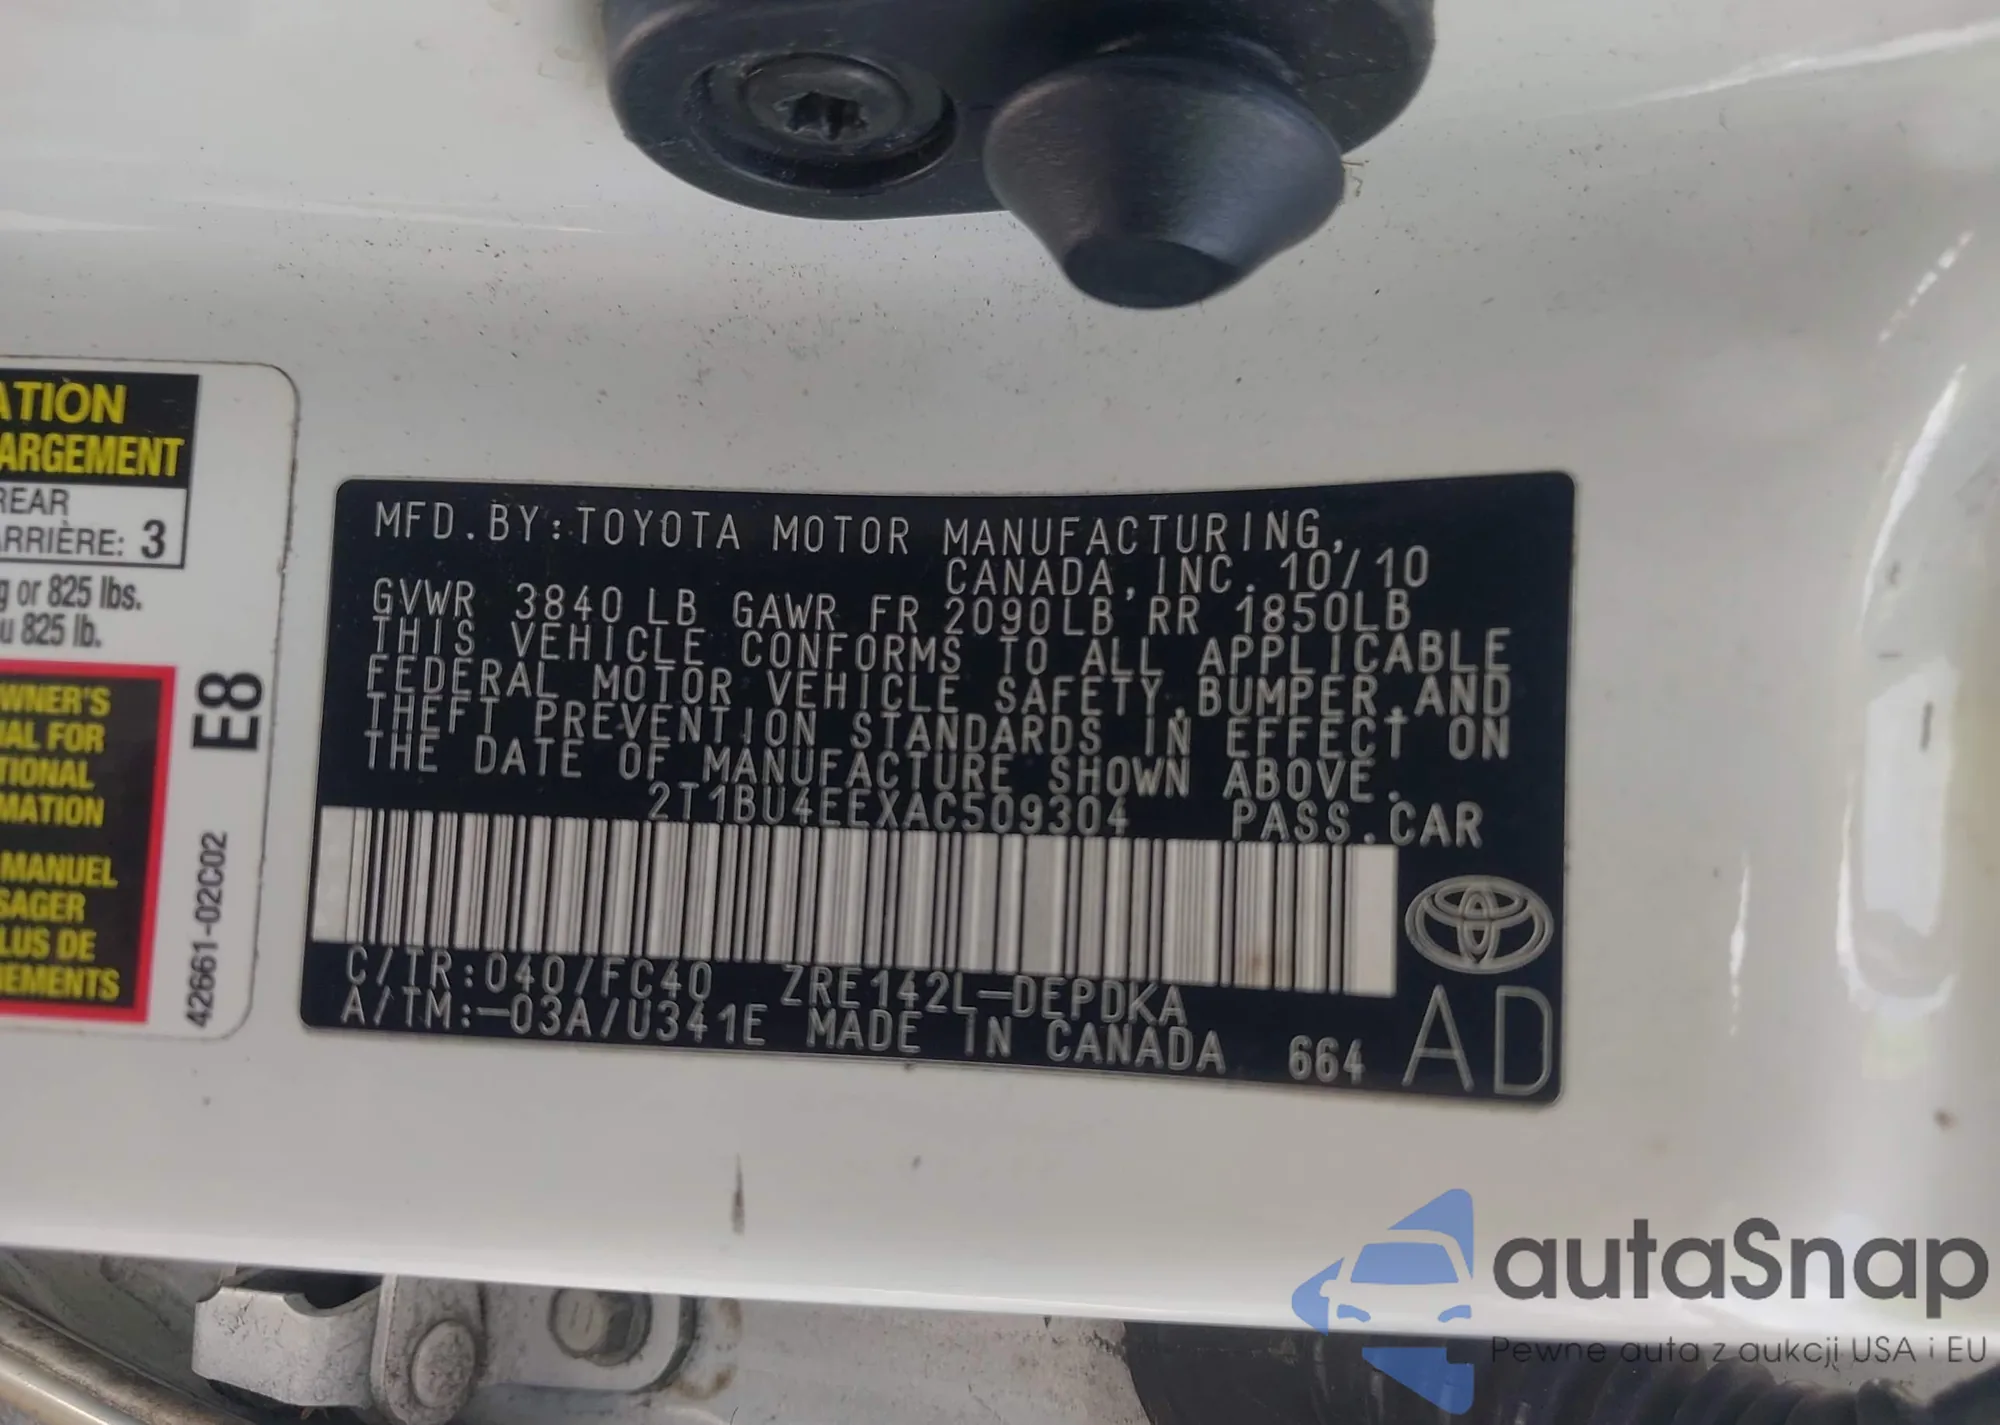 ATION
ARGEMENT
REAR
ARRIÈRE: 3
g or 825 lbs.
u 825 lb.
OWNER'S
AL FOR
TIONAL
MATION
MANUEL
SAGER
LUS DE
GEMENTS
E8
42661-02C02
MFD.BY:TOYOTA MOTOR MANUFACTURING,
CANADA,INC. 10/10
GVWR 3840 LB GAWR FR 2090LB RR 1850LB
THIS VEHICLE CONFORMS TO ALL APPLICABLE
FEDERAL MOTOR VEHICLE SAFETY,BUMPER,AND
THEFT PREVENTION STANDARDS IN EFFECT ON
THE DATE OF MANUFACTURE SHOWN ABOVE.
2T1BU4EEXAC509304 PASS.CAR
C/TR:040/FC40 ZRE142L-DEPDKA
A/TM:-03A/U341E MADE IN CANADA 664
AD
autaSnap
Pewne auta z aukcji USA i EU